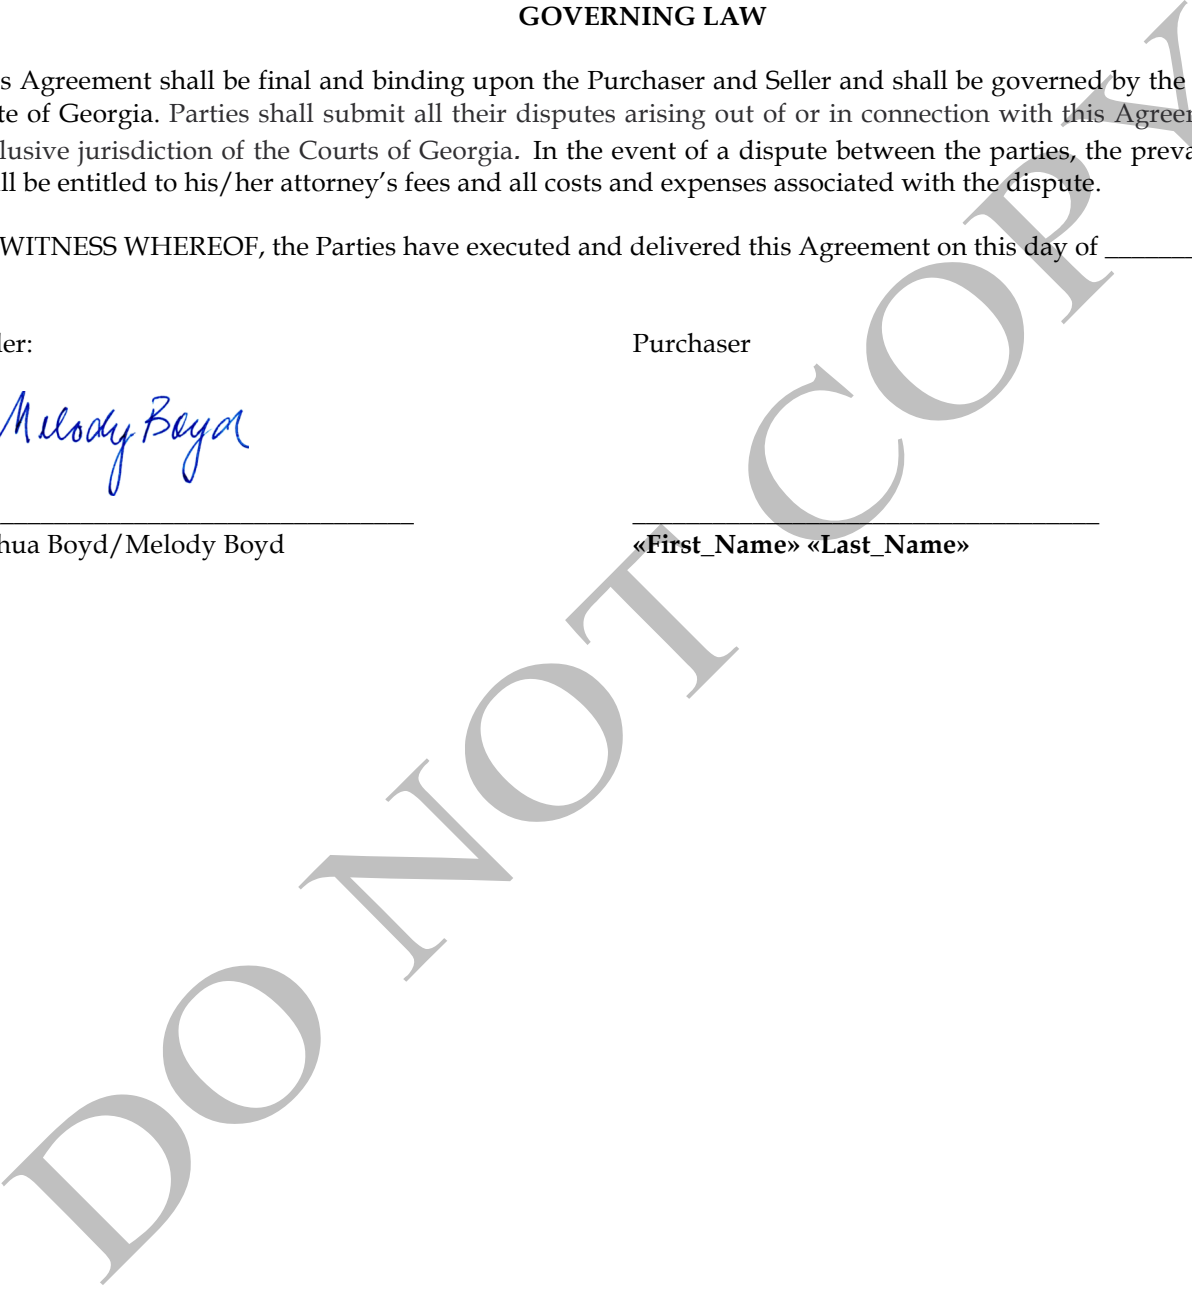 GOVERNING LAW
s Agreement shall be final and binding upon the Purchaser and Seller and shall be governed by the
te of Georgia. Parties shall submit all their disputes arising out of or in connection with this Agreem
lusive jurisdiction of the Courts of Georgia. In the event of a dispute between the parties, the preva
ll be entitled to his/her attorney’s fees and all costs and expenses associated with the dispute.
WITNESS WHEREOF, the Parties have executed and delivered this Agreement on this day of _______
ler: Purchaser
Melody Boyd
hua Boyd/Melody Boyd «First_Name» «Last_Name»
DO NOT COPY